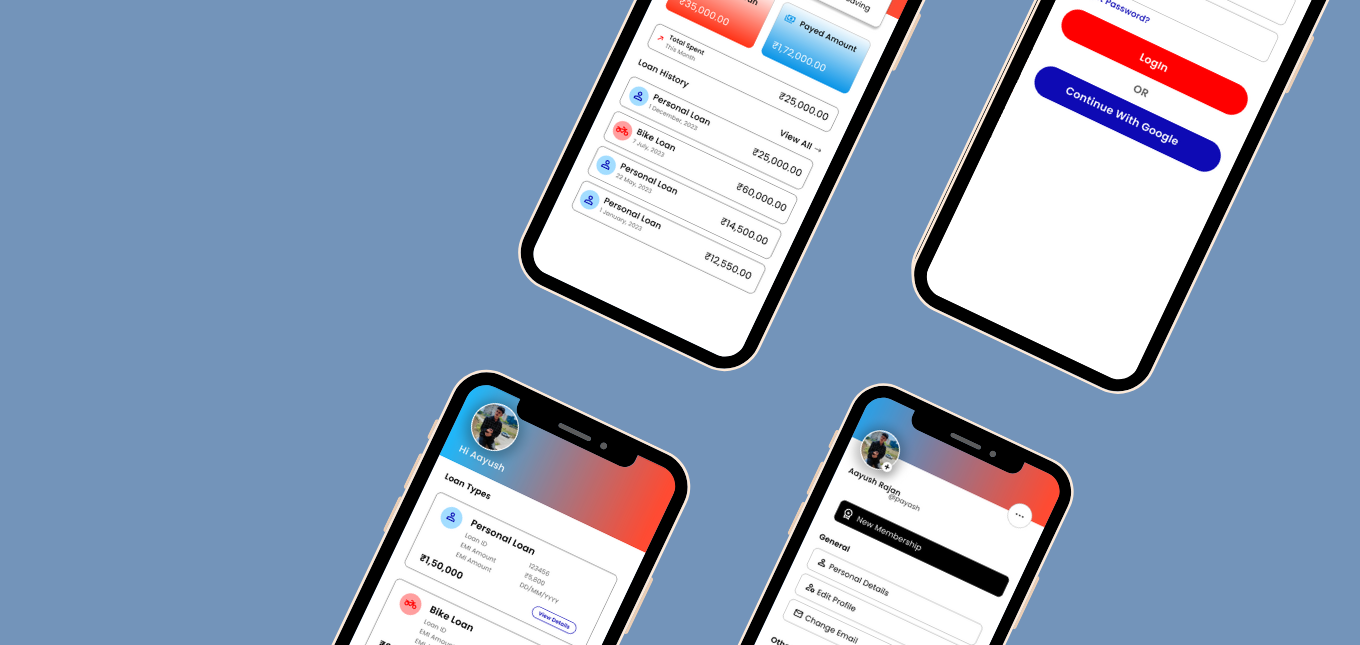 Saving
₹35,000.00
Payed Amount
₹1,72,000.00
Total Spent
This Month
₹25,000.00
Loan History
View All →
Personal Loan
1 December, 2023
₹25,000.00
Bike Loan
7 July, 2023
₹60,000.00
Personal Loan
22 May, 2023
₹14,500.00
Personal Loan
1 January, 2023
₹12,550.00
Password?
LogIn
OR
Continue With Google
Hi Aayush
Loan Types
Personal Loan
Loan ID 123456
EMI Amount ₹5,800
EMI Amount DD/MM/YYYY
₹1,50,000
View Details
Bike Loan
Loan ID
EMI Amount
Aayush Rajan
@payash
New Membership
General
Personal Details
Edit Profile
Change Email